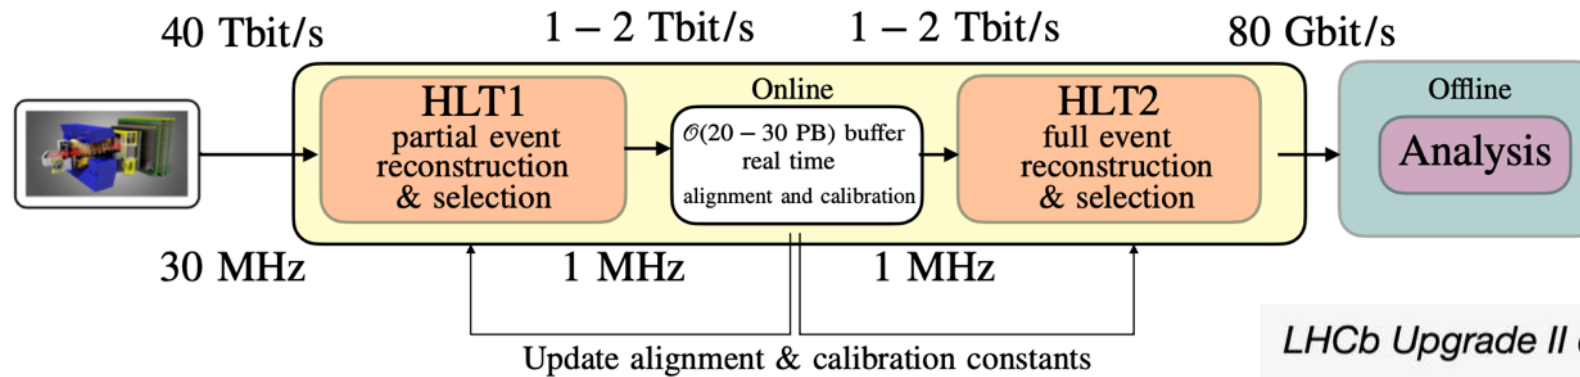 40 Tbit/s
1 – 2 Tbit/s
1 – 2 Tbit/s
80 Gbit/s
HLT1
partial event
reconstruction
& selection
Online
𝒪(20 – 30 PB) buffer
real time
alignment and calibration
HLT2
full event
reconstruction
& selection
Offline
Analysis
30 MHz
1 MHz
1 MHz
Update alignment & calibration constants
LHCb Upgrade II